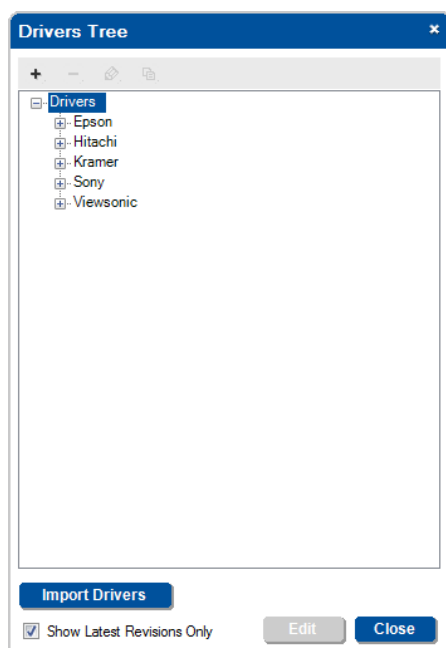 Drivers Tree
Drivers
Epson
Hitachi
Kramer
Sony
Viewsonic
Import Drivers
Show Latest Revisions Only
Edit
Close